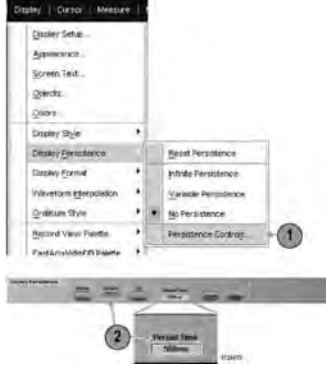 Display Cursor Measure
Display Setup...
Appearance...
Screen Text...
Objects...
Colors...
Display Style
Display Persistence
Display Format
Waveform Interpolation
Graticule Style
Record View Palette
FastAcq/WfmDB Palette
Reset Persistence
Infinite Persistence
Variable Persistence
No Persistence
Persistence Controls...
1
Display Persistence
2
Persist Time
500ms